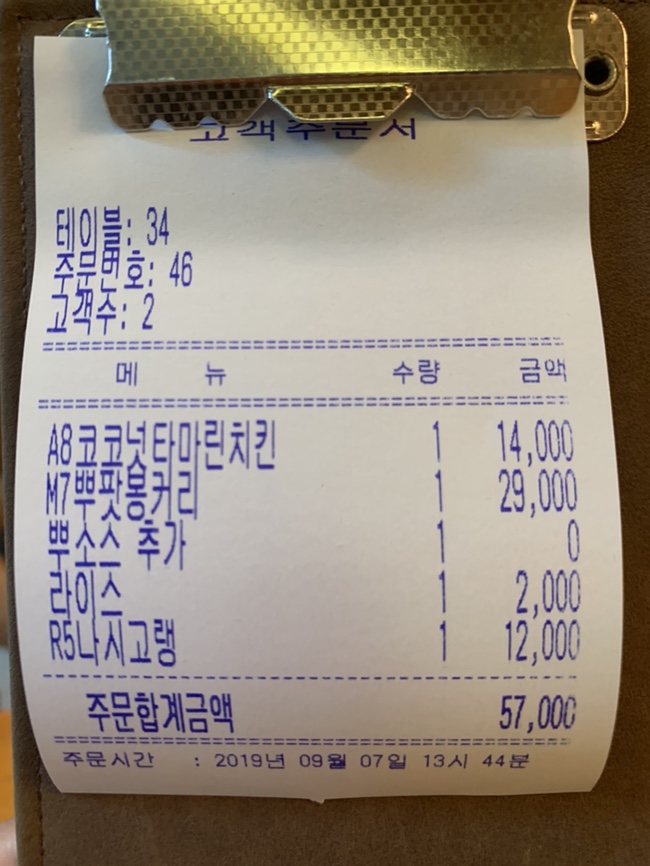 고객주문서
테이블: 34
주문번호: 46
고객수: 2
메 뉴 수량 금액
A8코코넛타마린치킨 1 14,000
M7뿌팟봉커리 1 29,000
뿌소스 추가 1 0
라이스 1 2,000
R5나시고랭 1 12,000
주문합계금액 57,000
주문시간 : 2019년 09월 07일 13시 44분